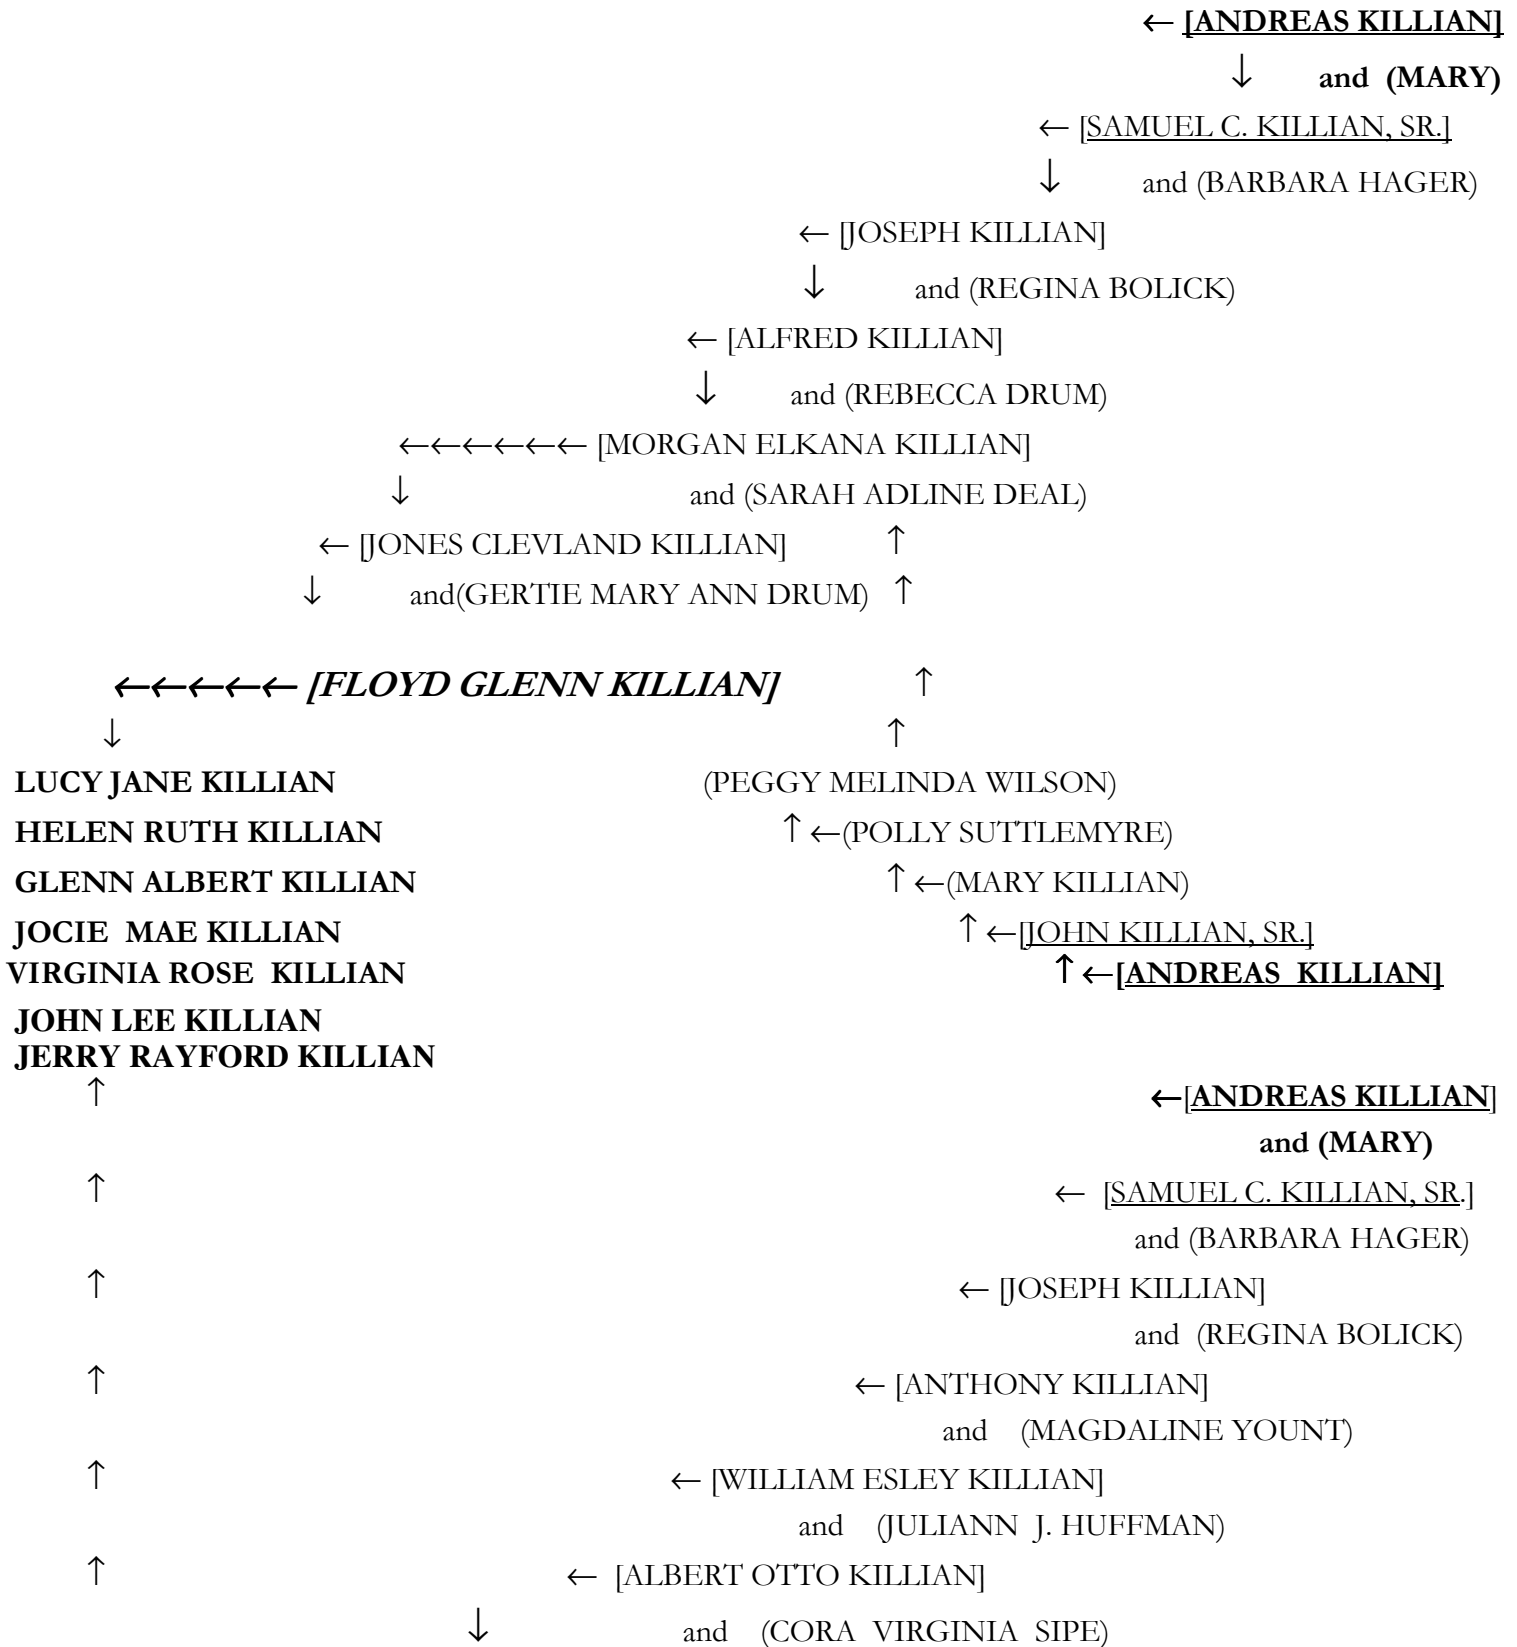 ← [ANDREAS KILLIAN]
↓ and (MARY)
← [SAMUEL C. KILLIAN, SR.]
↓ and (BARBARA HAGER)
← [JOSEPH KILLIAN]
↓ and (REGINA BOLICK)
← [ALFRED KILLIAN]
↓ and (REBECCA DRUM)
←←←←←← [MORGAN ELKANA KILLIAN]
↓ and (SARAH ADLINE DEAL)
← [JONES CLEVLAND KILLIAN] ↑
↓ and(GERTIE MARY ANN DRUM) ↑
←←←←← [FLOYD GLENN KILLIAN] ↑
↓ ↑
LUCY JANE KILLIAN (PEGGY MELINDA WILSON)
HELEN RUTH KILLIAN ↑ ←(POLLY SUTTLEMYRE)
GLENN ALBERT KILLIAN ↑ ←(MARY KILLIAN)
JOCIE MAE KILLIAN ↑ ←[JOHN KILLIAN, SR.]
VIRGINIA ROSE KILLIAN ↑ ←[ANDREAS KILLIAN]
JOHN LEE KILLIAN
JERRY RAYFORD KILLIAN
↑ ←[ANDREAS KILLIAN]
and (MARY)
↑ ← [SAMUEL C. KILLIAN, SR.]
and (BARBARA HAGER)
↑ ← [JOSEPH KILLIAN]
and (REGINA BOLICK)
↑ ← [ANTHONY KILLIAN]
and (MAGDALINE YOUNT)
↑ ← [WILLIAM ESLEY KILLIAN]
and (JULIANN J. HUFFMAN)
↑ ← [ALBERT OTTO KILLIAN]
↓ and (CORA VIRGINIA SIPE)